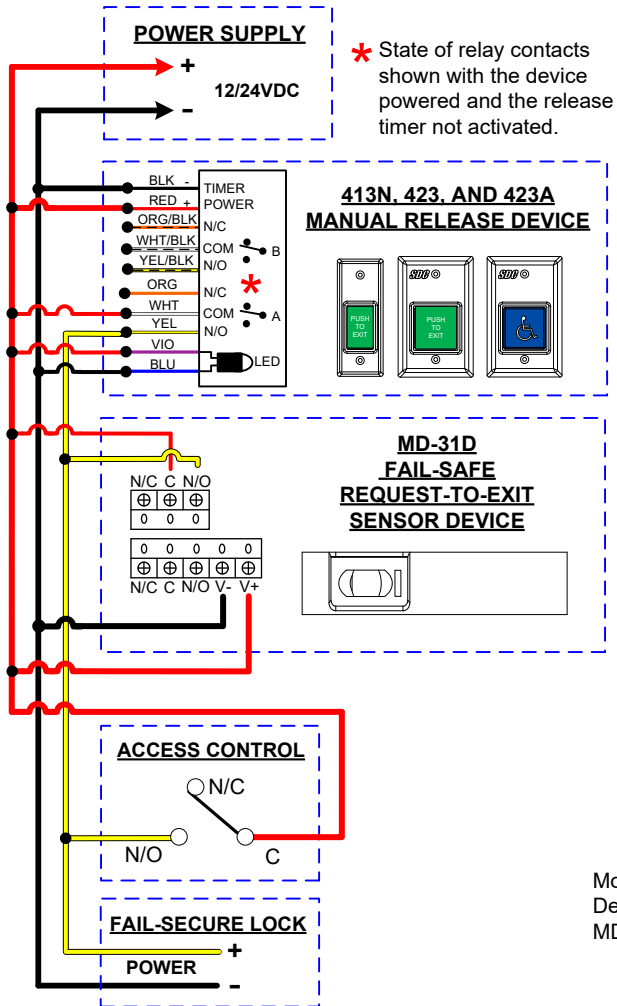 POWER SUPPLY
+
12/24VDC
-
* State of relay contacts
shown with the device
powered and the release
timer not activated.
BLK - TIMER
RED + POWER
ORG/BLK N/C
WHT/BLK COM B
YEL/BLK N/O
ORG N/C *
WHT COM A
YEL N/O
VIO
LED
BLU
413N, 423, AND 423A
MANUAL RELEASE DEVICE
SDC SDC
PUSH
TO
EXIT
PUSH
TO
EXIT
MD-31D
FAIL-SAFE
REQUEST-TO-EXIT
SENSOR DEVICE
N/C C N/O
0 0 0
0 0 0 0 0
N/C C N/O V- V+
ACCESS CONTROL
N/C
N/O C
FAIL-SECURE LOCK
+
POWER
-
Mo
De
MD